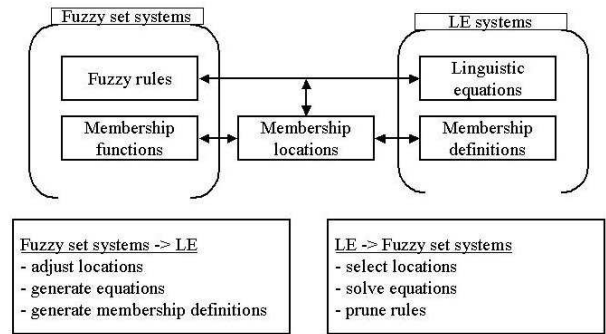 Fuzzy set systems
LE systems
Fuzzy rules
Linguistic
equations
Membership
functions
Membership
locations
Membership
definitions
Fuzzy set systems -> LE
- adjust locations
- generate equations
- generate membership definitions
LE -> Fuzzy set systems
- select locations
- solve equations
- prune rules